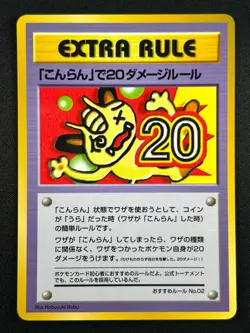 EXTRA RULE
「こんらん」で20ダメージルール
20
「こんらん」状態でワザを使おうとして、コイン
が「うら」だった時（ワザが「こんらん」した時）
の簡単ルールです。
ワザが「こんらん」してしまったら、ワザの種類
に関係なく、ワザをつかったポケモン自身が20ダ
メージをうけます。
ポケモンカード初心者におすすめのルールだよ。公式トーナメント
でも、このルールを採用しているんだ。
おすすめルール No.02